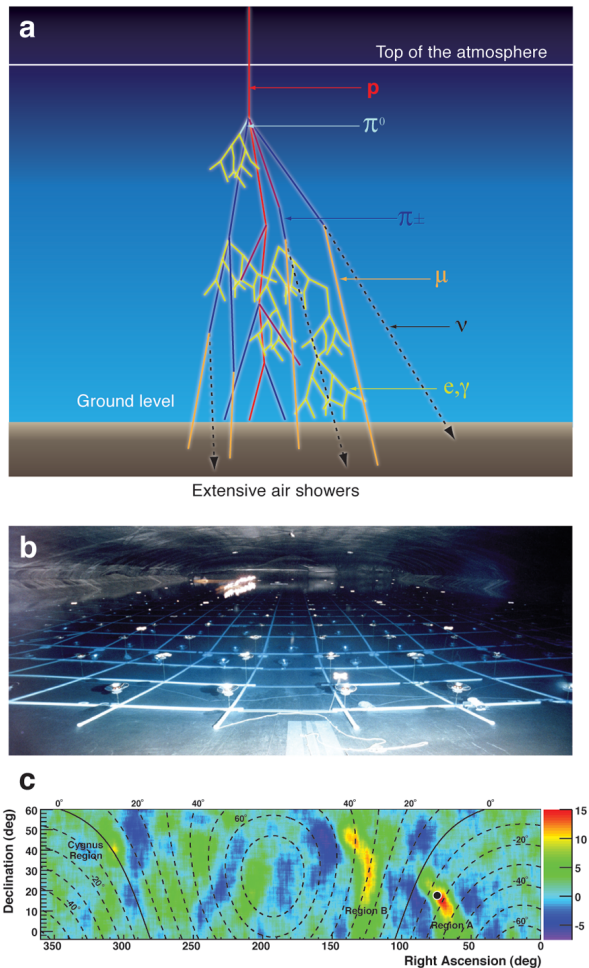 a
Top of the atmosphere
p
π⁰
π±
μ
ν
e,γ
Ground level
Extensive air showers
b
c
0° 20° 40° 60° 40° 20° 0°
60
50
40
30
20
10
0
Declination (deg)
Cygnus
Region
-20°
-40°
Region B
Region A
-20°
-40°
-60°
15
10
5
0
-5
350 300 250 200 150 100 50 0
Right Ascension (deg)